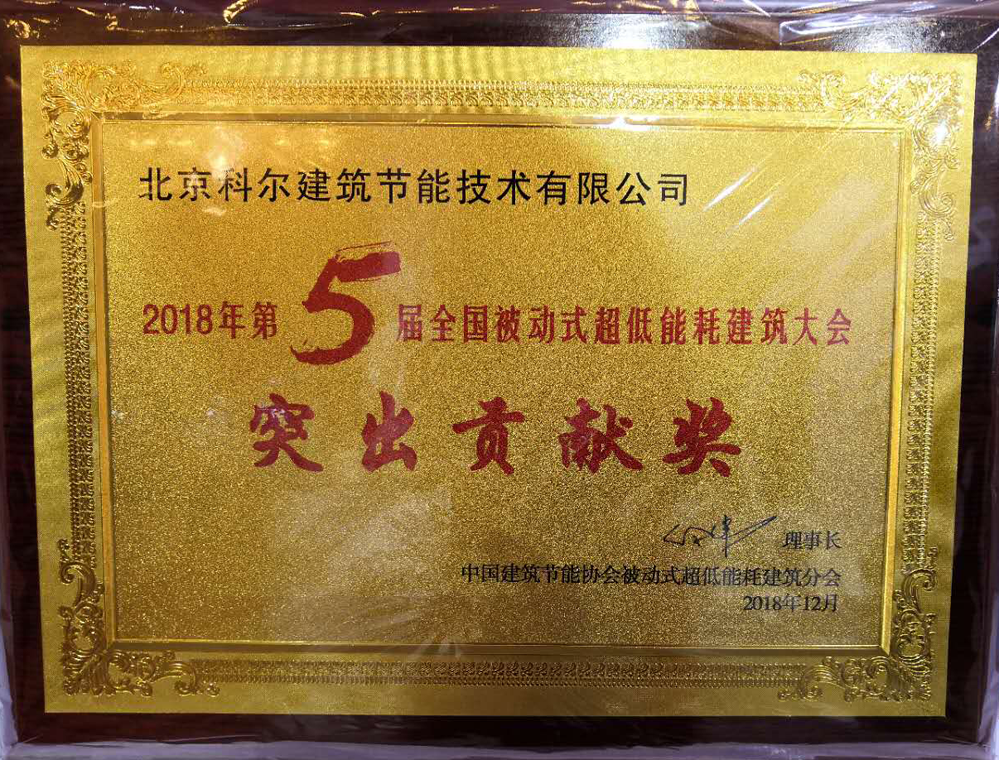 北京科尔建筑节能技术有限公司
2018年第5届全国被动式超低能耗建筑大会
突出贡献奖
理事长
中国建筑节能协会被动式超低能耗建筑分会
2018年12月